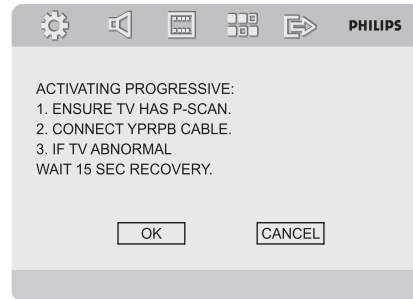 PHILIPS
ACTIVATING PROGRESSIVE:
1. ENSURE TV HAS P-SCAN.
2. CONNECT YPRPB CABLE.
3. IF TV ABNORMAL
WAIT 15 SEC RECOVERY.
OK CANCEL